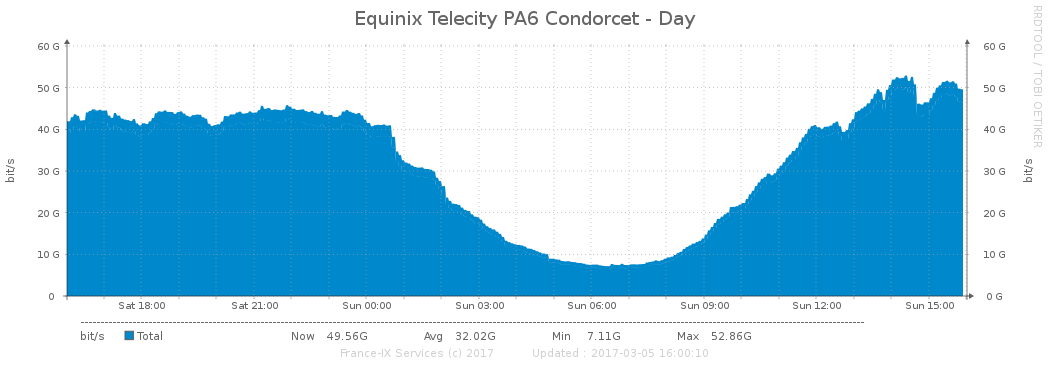 Equinix Telecity PA6 Condorcet - Day
RRDTOOL / TOBI OETIKER
60 G 60 G
50 G 50 G
40 G 40 G
30 G 30 G
20 G 20 G
10 G 10 G
0 0 G
bit/s bit/s
Sat 18:00 Sat 21:00 Sun 00:00 Sun 03:00 Sun 06:00 Sun 09:00 Sun 12:00 Sun 15:00
bit/s Total Now 49.56G Avg 32.02G Min 7.11G Max 52.86G
France-IX Services (c) 2017 Updated : 2017-03-05 16:00:10